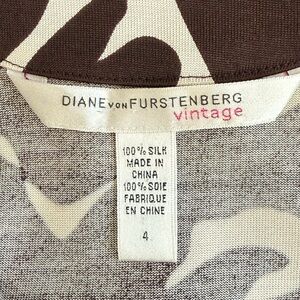 DIANE VON FURSTENBERG
vintage
100% SILK
MADE IN
CHINA
100% SOIE
FABRIQUE
EN CHINE
4